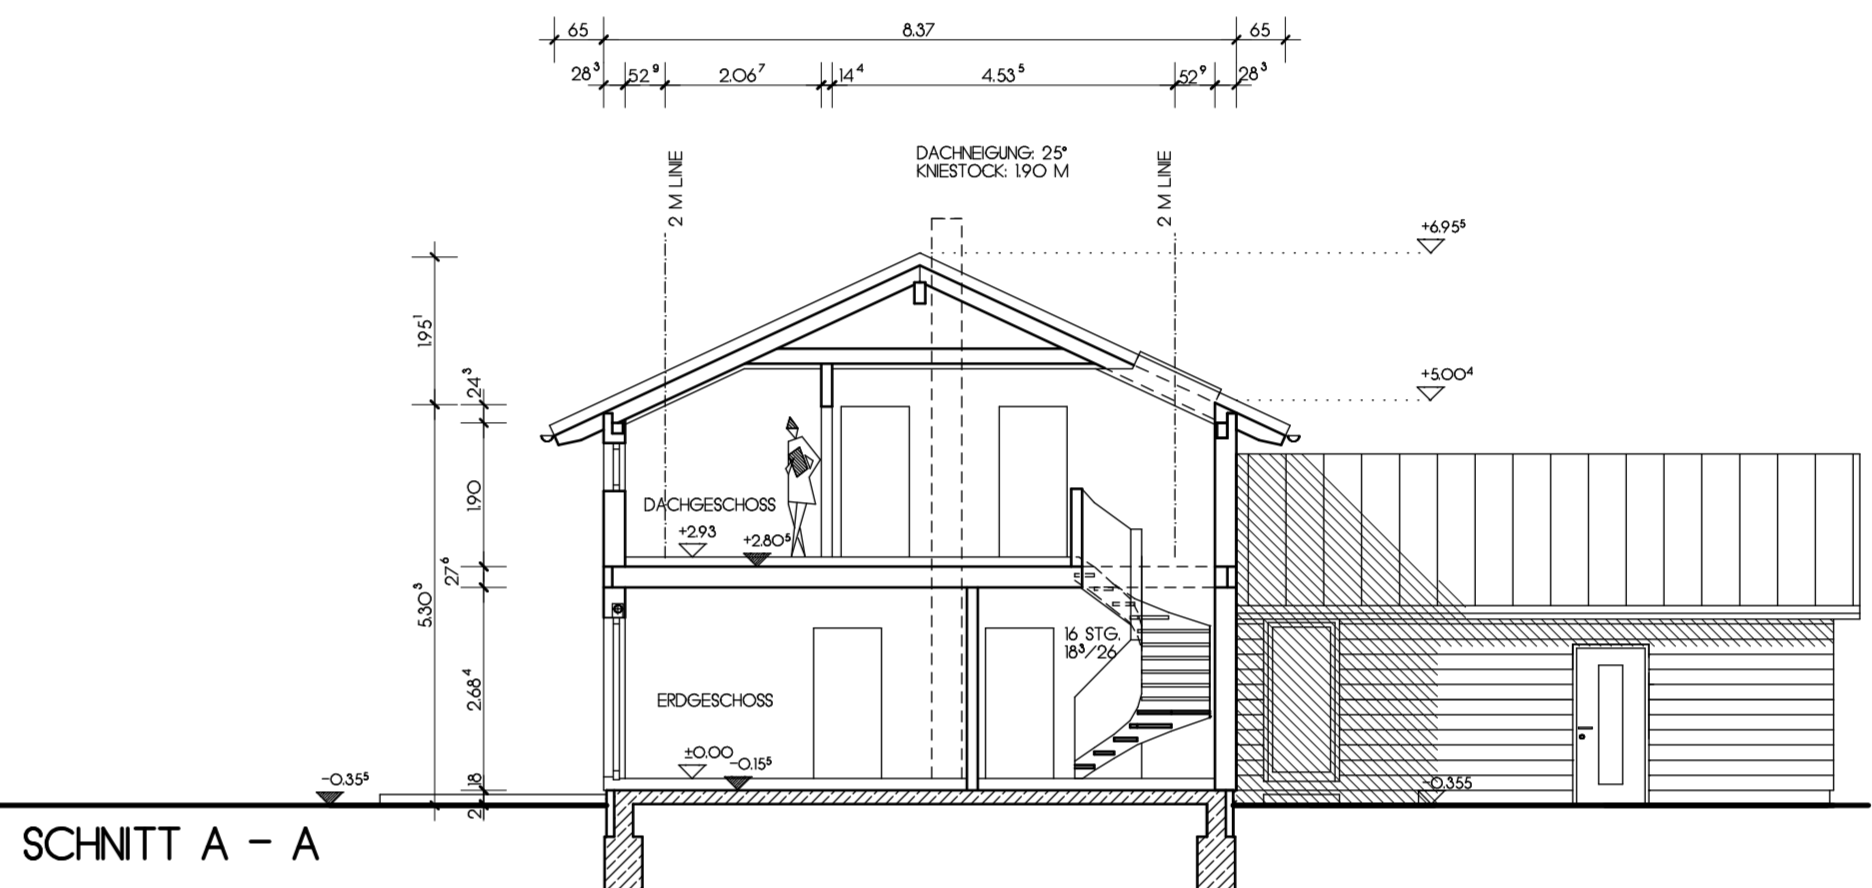 65 8.37 65
28³ 52⁹ 2.06⁷ 14⁴ 4.53⁵ 52⁹ 28³
DACHNEIGUNG: 25°
KNIESTOCK: 1.90 M
2 M LINIE
2 M LINIE
+6.95⁵
+5.00⁴
1.95¹
24³
1.90
27⁶
5.30³
2.68⁴
18
DACHGESCHOSS
+2.93
+2.80⁵
16 STG.
18³/26
ERDGESCHOSS
±0.00
-0.15⁵
-0.35⁵
-0.355
SCHNITT A - A